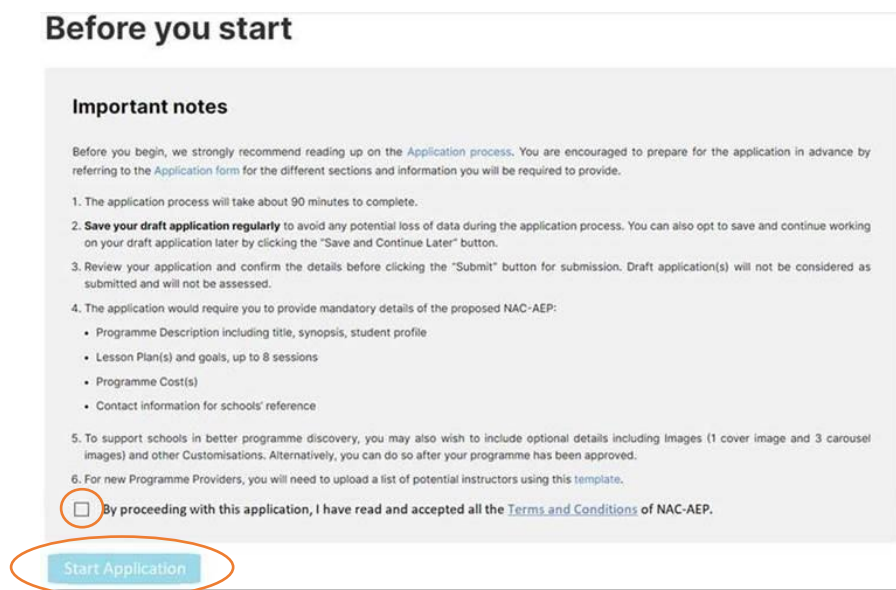 Before you start
Important notes
Before you begin, we strongly recommend reading up on the Application process. You are encouraged to prepare for the application in advance by
referring to the Application form for the different sections and information you will be required to provide.
1. The application process will take about 90 minutes to complete.
2. Save your draft application regularly to avoid any potential loss of data during the application process. You can also opt to save and continue working
on your draft application later by clicking the "Save and Continue Later" button.
3. Review your application and confirm the details before clicking the "Submit" button for submission. Draft application(s) will not be considered as
submitted and will not be assessed.
4. The application would require you to provide mandatory details of the proposed NAC-AEP:
• Programme Description including title, synopsis, student profile
• Lesson Plan(s) and goals, up to 8 sessions
• Programme Cost(s)
• Contact information for schools' reference
5. To support schools in better programme discovery, you may also wish to include optional details including Images (1 cover image and 3 carousel
images) and other Customisations. Alternatively, you can do so after your programme has been approved.
6. For new Programme Providers, you will need to upload a list of potential instructors using this template.
By proceeding with this application, I have read and accepted all the Terms and Conditions of NAC-AEP.
Start Application